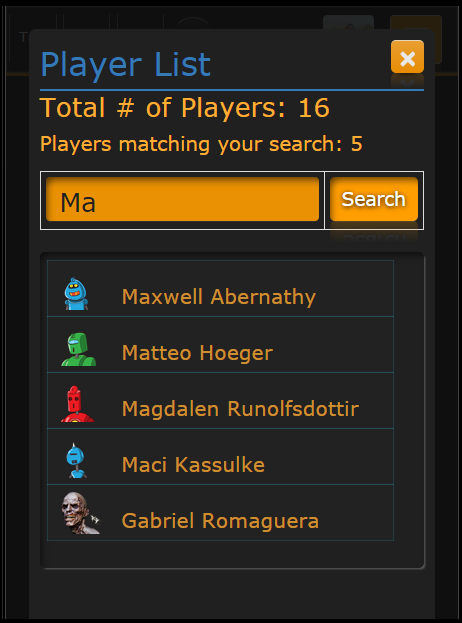 Player List
Total # of Players: 16
Players matching your search: 5
Ma
Search
Maxwell Abernathy
Matteo Hoeger
Magdalen Runolfsdottir
Maci Kassulke
Gabriel Romaguera